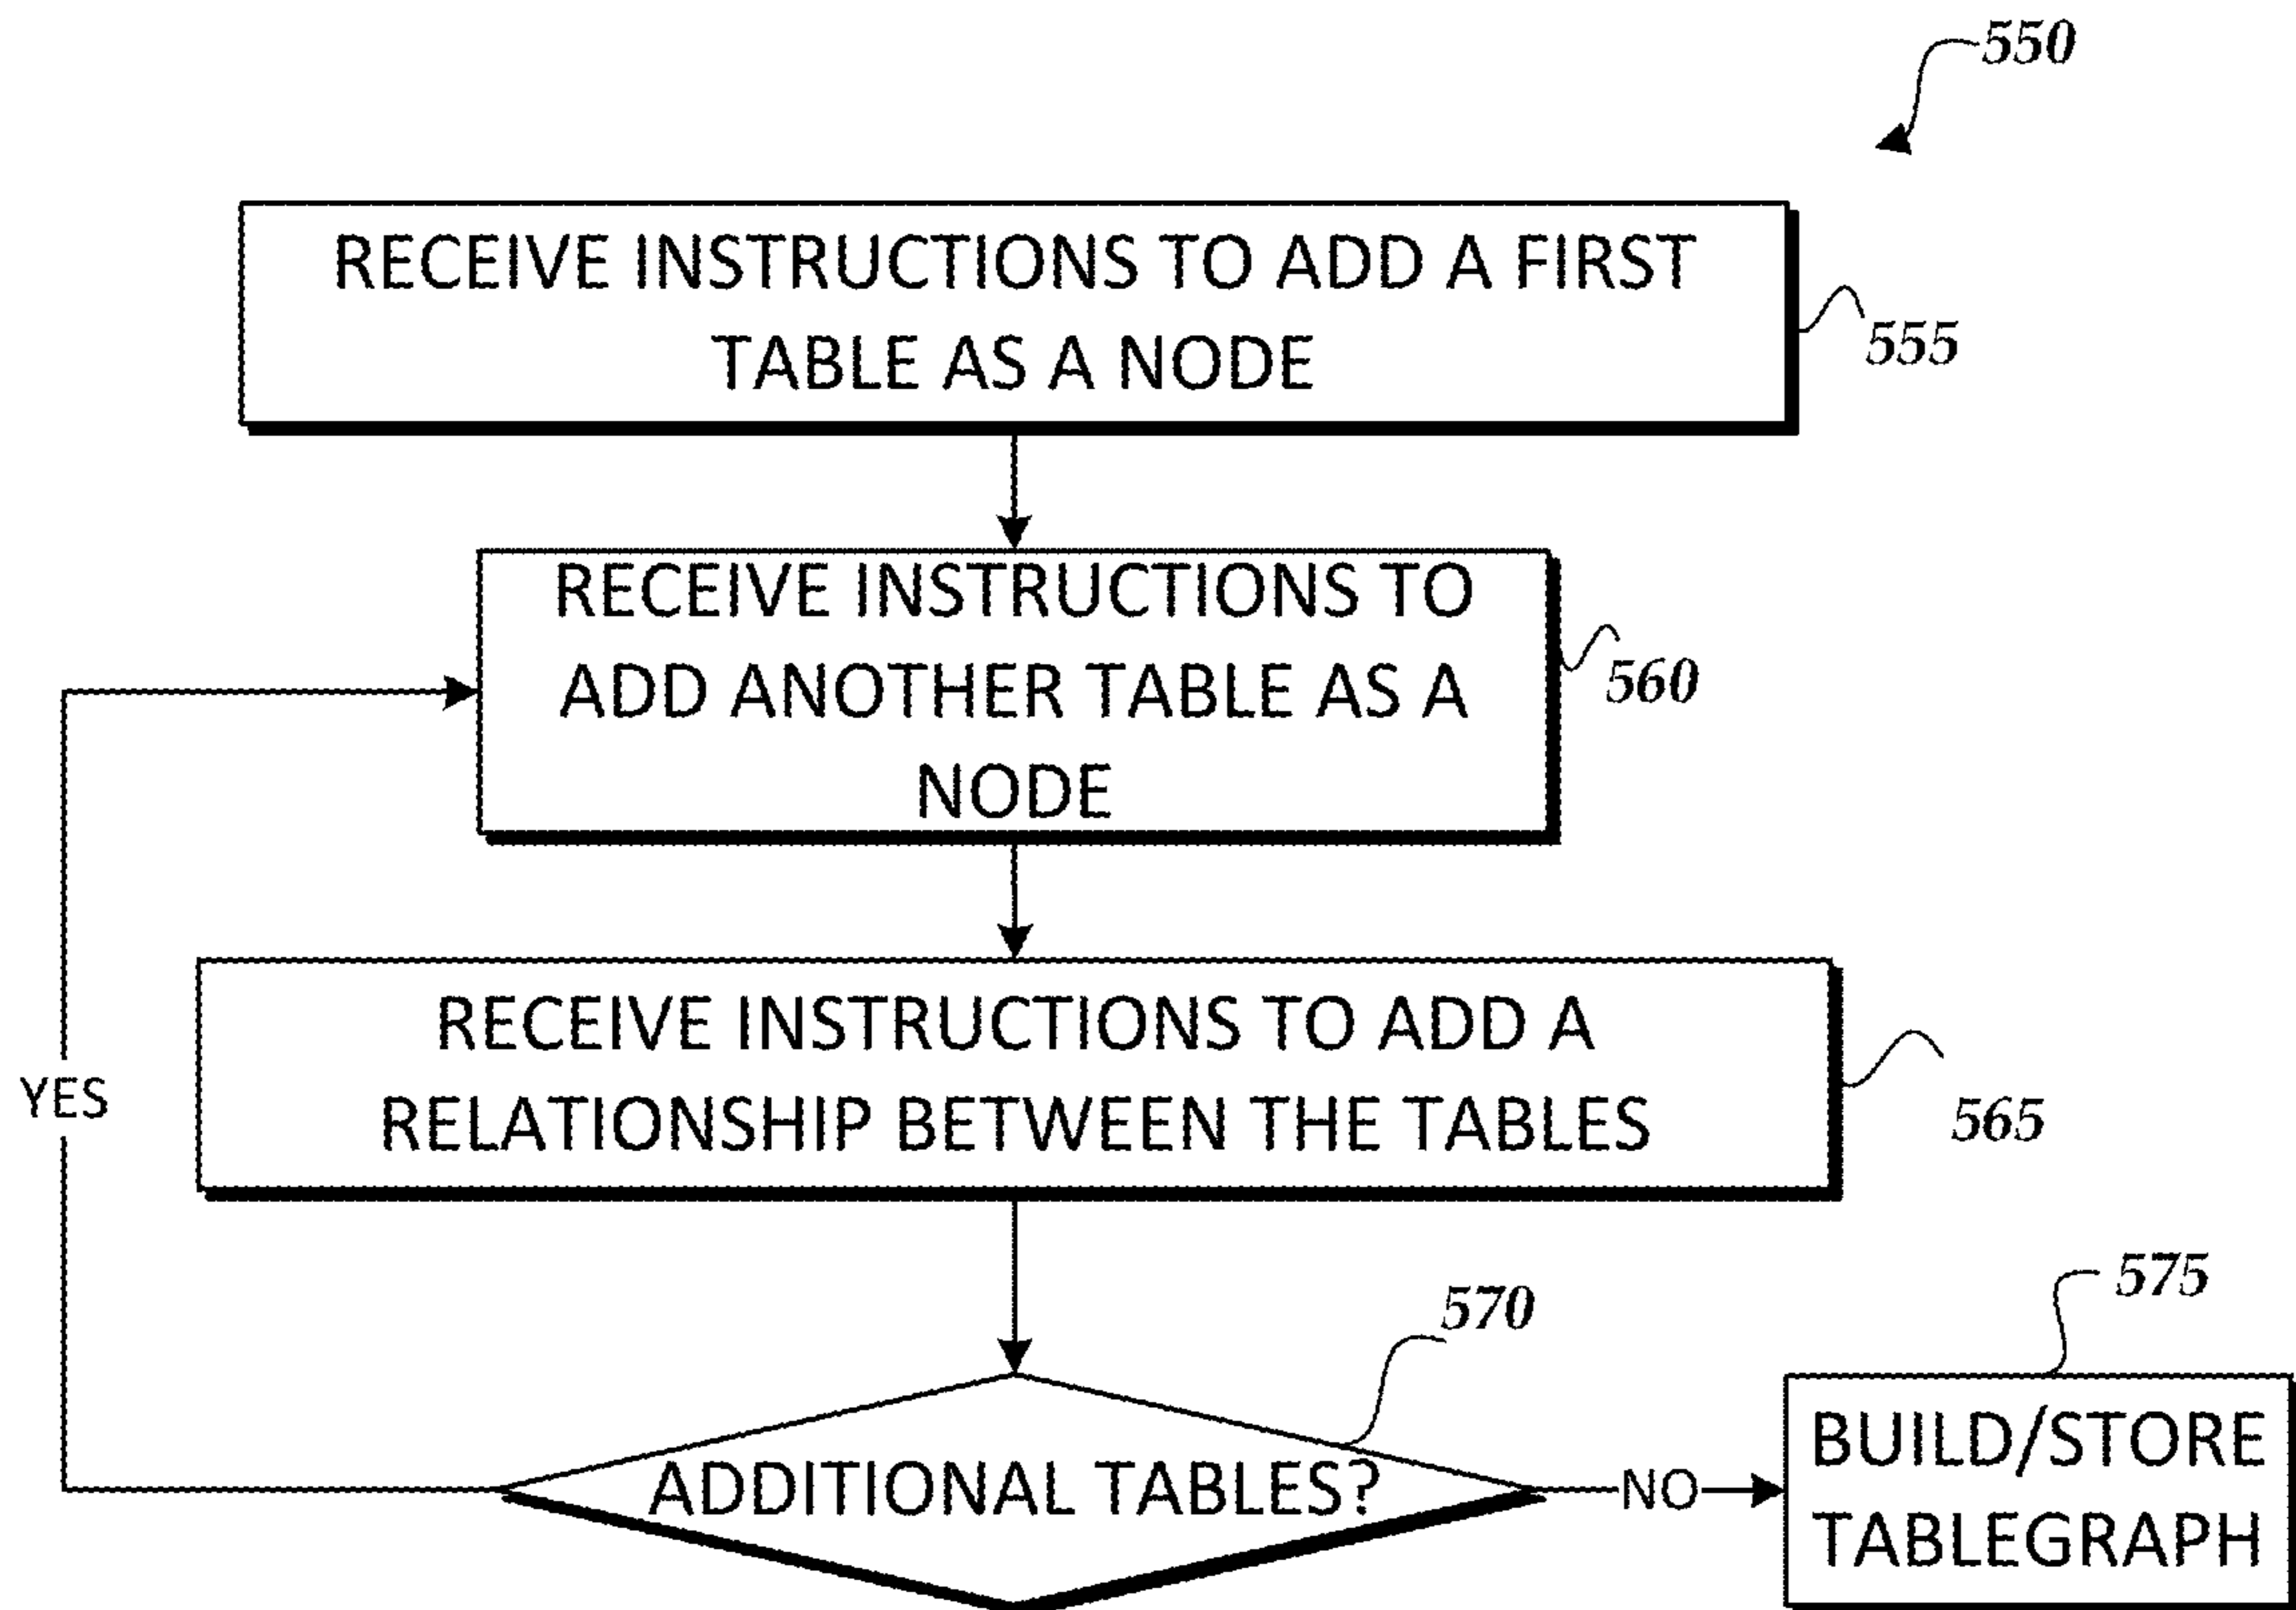 550
RECEIVE INSTRUCTIONS TO ADD A FIRST
TABLE AS A NODE
555
RECEIVE INSTRUCTIONS TO
ADD ANOTHER TABLE AS A
NODE
560
RECEIVE INSTRUCTIONS TO ADD A
RELATIONSHIP BETWEEN THE TABLES
565
YES
570
ADDITIONAL TABLES?
NO
575
BUILD/STORE
TABLEGRAPH